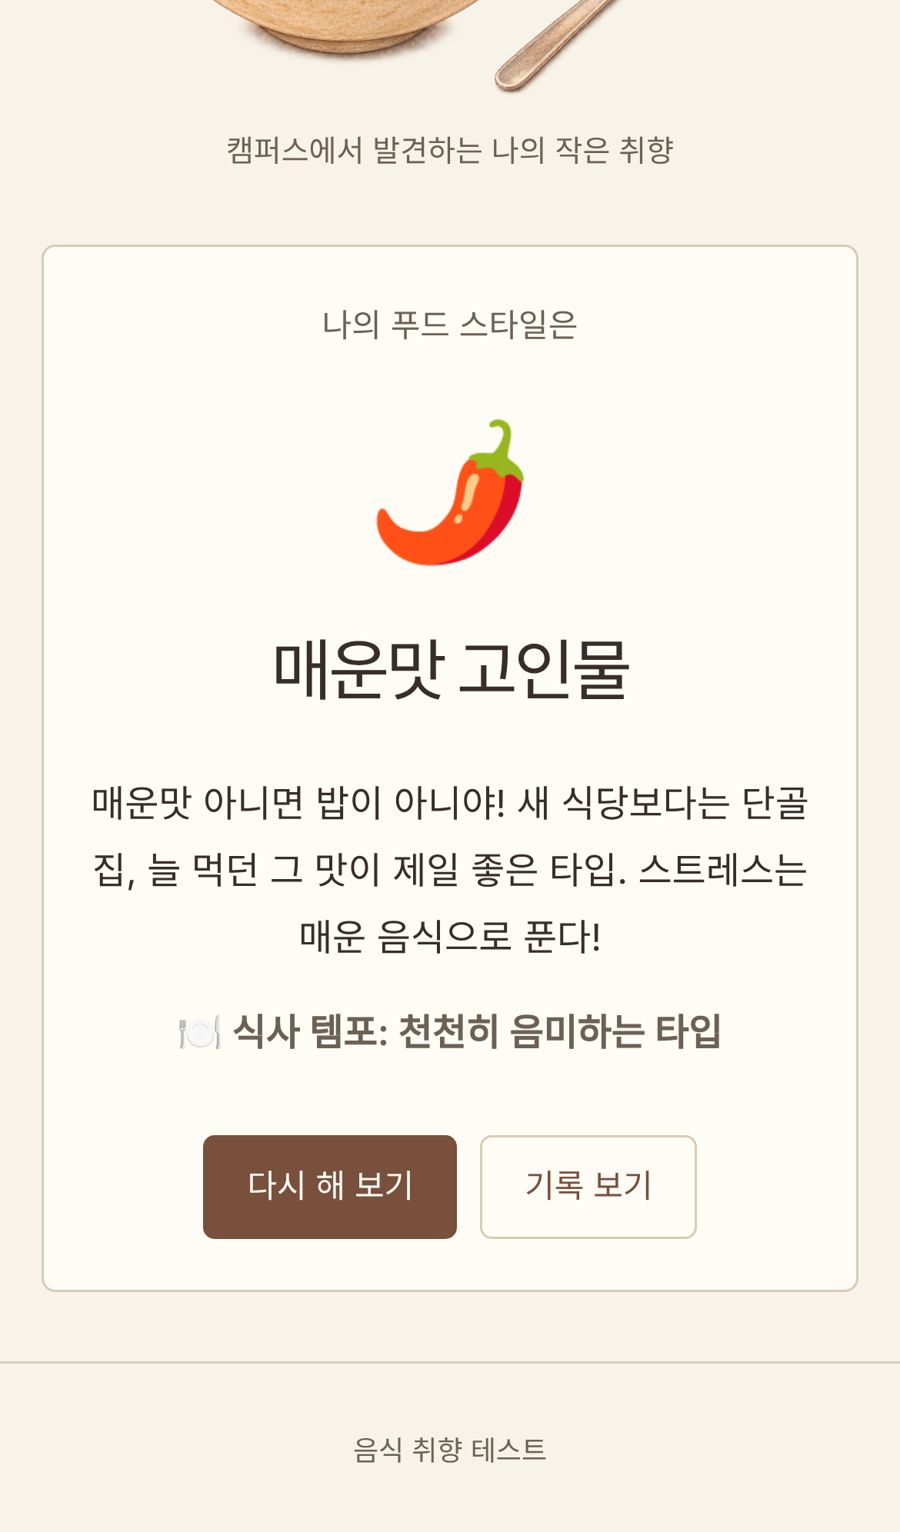 캠퍼스에서 발견하는 나의 작은 취향
나의 푸드 스타일은
매운맛 고인물
매운맛 아니면 밥이 아니야! 새 식당보다는 단골
집, 늘 먹던 그 맛이 제일 좋은 타입. 스트레스는
매운 음식으로 푼다!
🍽️ 식사 템포: 천천히 음미하는 타입
다시 해 보기
기록 보기
음식 취향 테스트